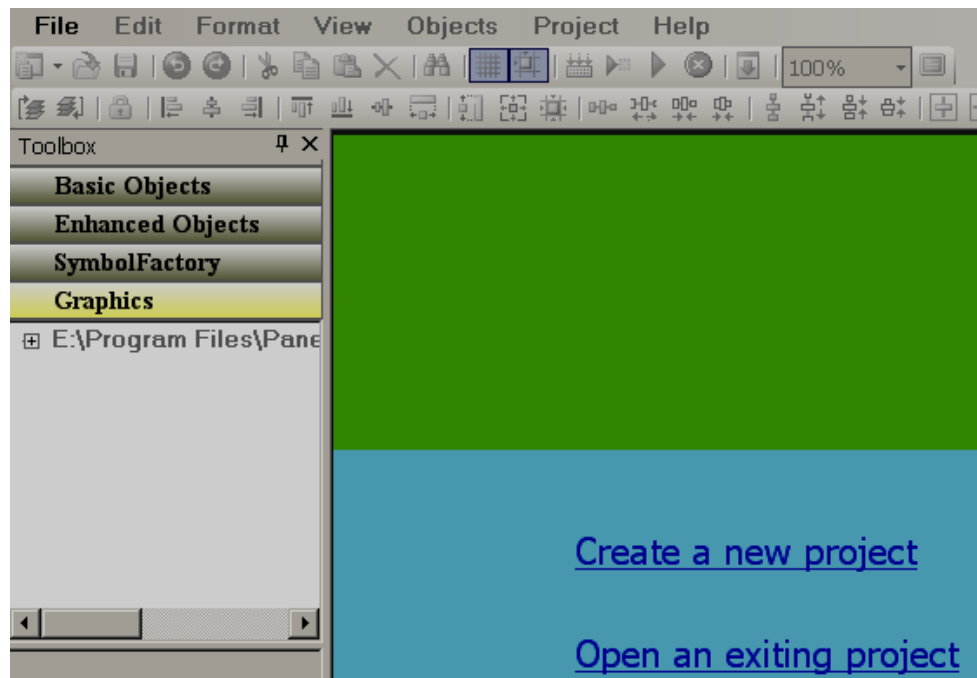 File Edit Format View Objects Project Help
100%
Toolbox
Basic Objects
Enhanced Objects
SymbolFactory
Graphics
E:\Program Files\Pane
Create a new project
Open an exiting project